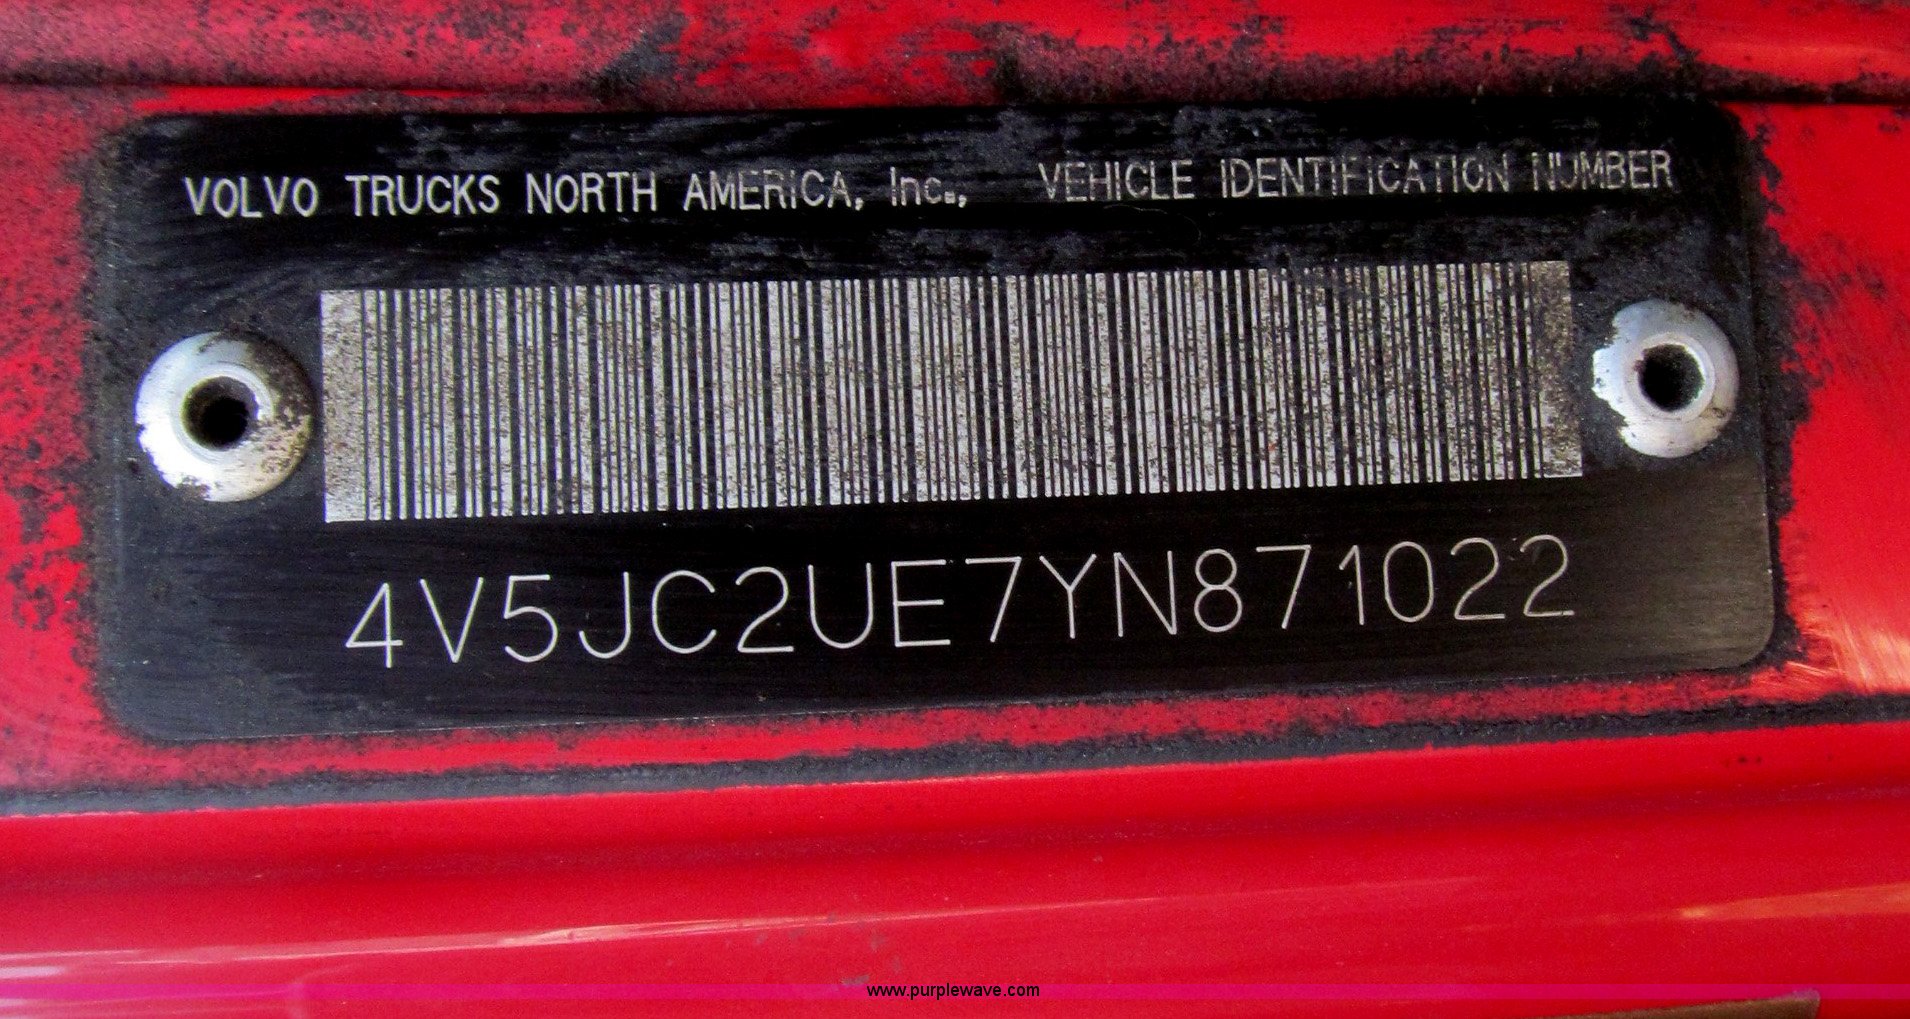 VOLVO TRUCKS NORTH AMERICA, Inc., VEHICLE IDENTIFICATION NUMBER
4V5JC2UE7YN871022
www.purplewave.com